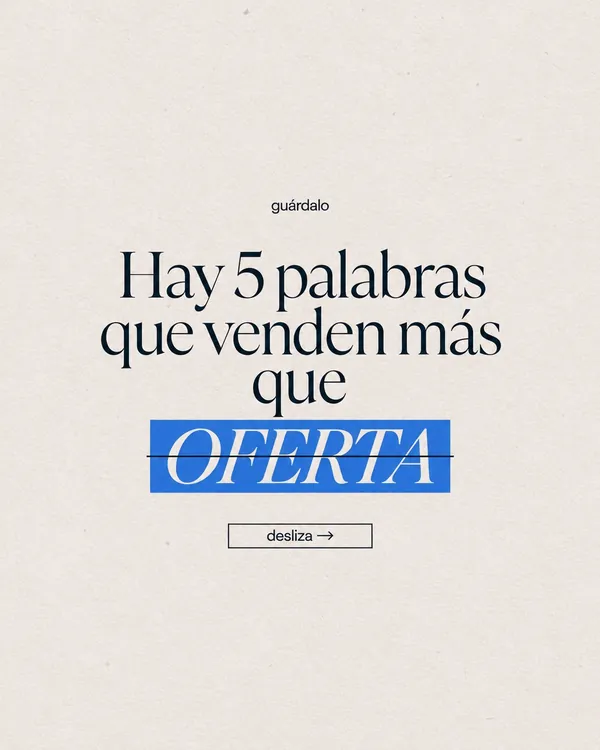 guárdalo
Hay 5 palabras
que venden más
que
OFERTA
desliza →